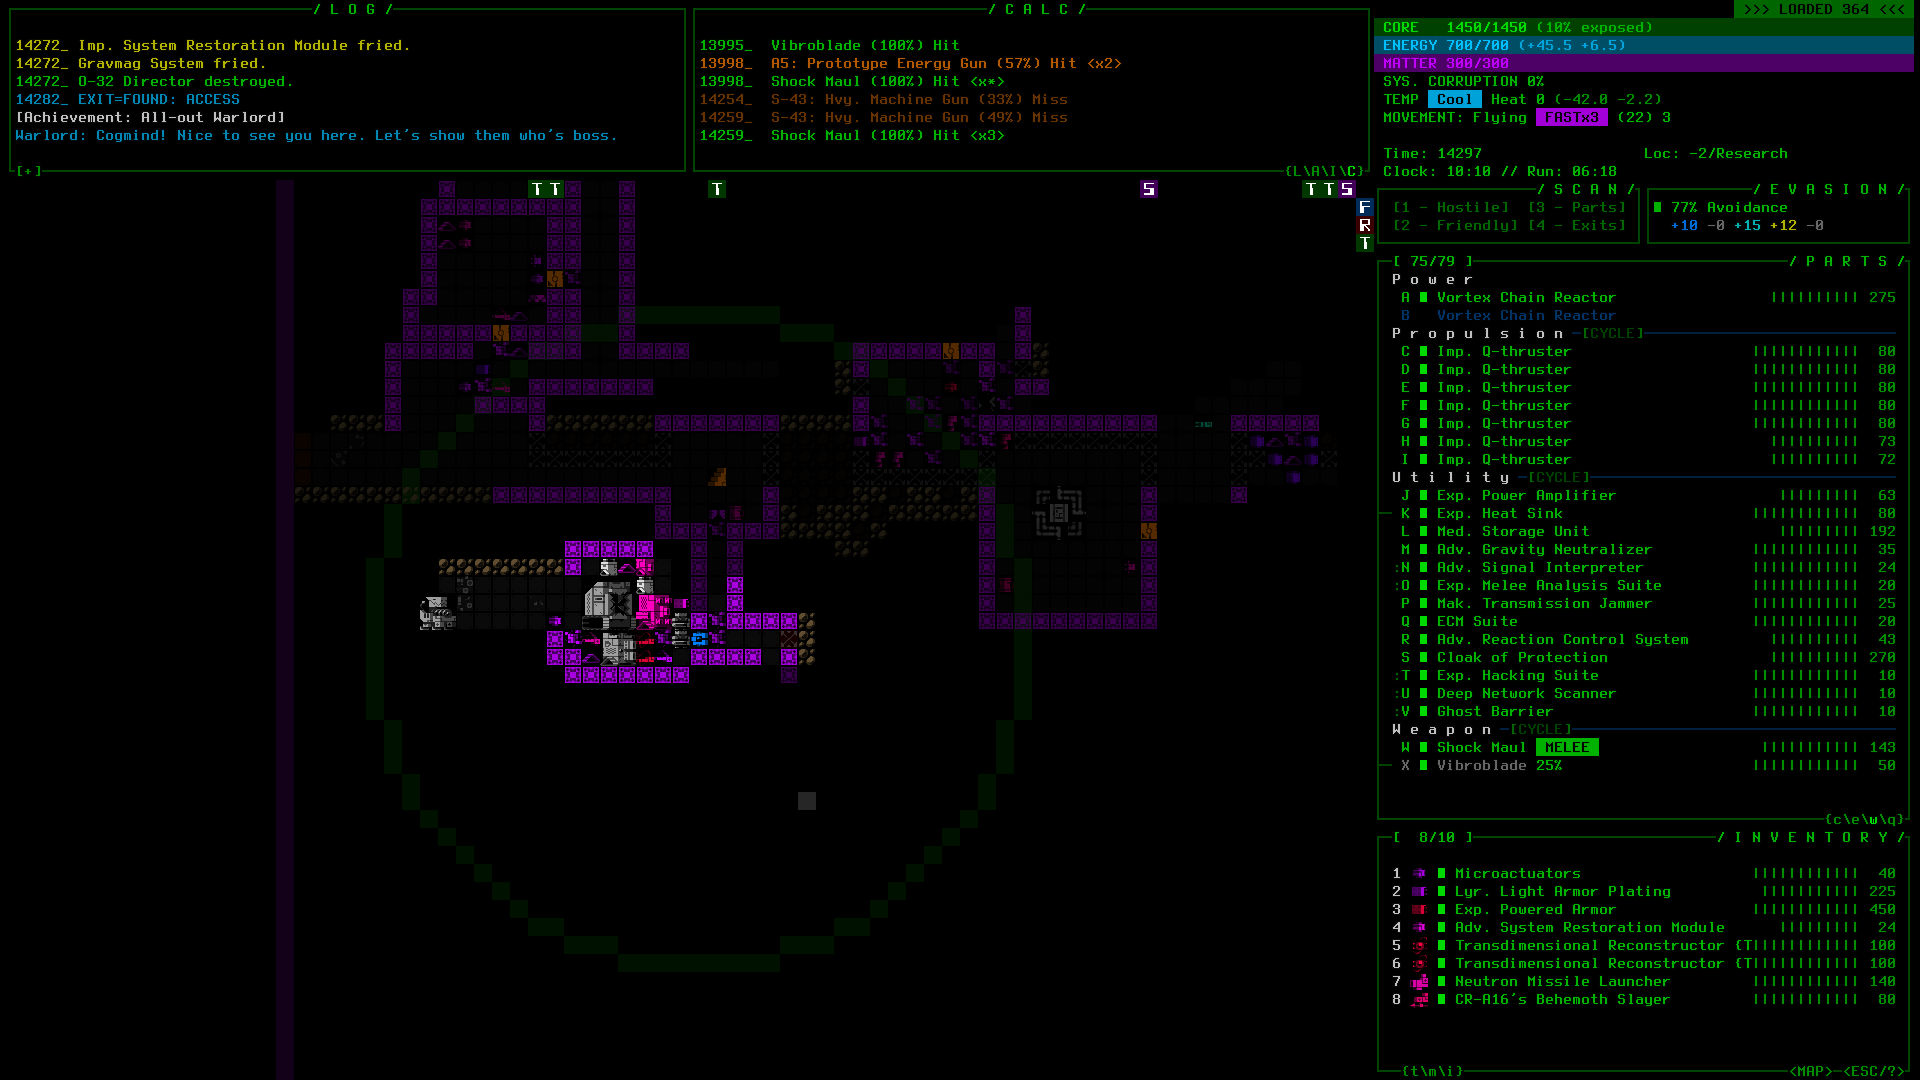 / L O G /
14272_ Imp. System Restoration Module fried.
14272_ Gravmag System fried.
14272_ O-32 Director destroyed.
14282_ EXIT=FOUND: ACCESS
[Achievement: All-out Warlord]
Warlord: Cogmind! Nice to see you here. Let's show them who's boss.
[+]
/ C A L C /
13995_ Vibroblade (100%) Hit
13998_ A5: Prototype Energy Gun (57%) Hit <x2>
13998_ Shock Maul (100%) Hit <x*>
14254_ S-43: Hvy. Machine Gun (33%) Miss
14259_ S-43: Hvy. Machine Gun (49%) Miss
14259_ Shock Maul (100%) Hit <x3>
{L\A\I\C}
T T T S T T S
F
R
T
>>> LOADED 364 <<<
CORE 1450/1450 (10% exposed)
ENERGY 700/700 (+45.5 +6.5)
MATTER 300/300
SYS. CORRUPTION 0%
TEMP Cool Heat 0 (-42.0 -2.2)
MOVEMENT: Flying FASTx3 (22) 3
Time: 14297 Loc: -2/Research
Clock: 10:10 // Run: 06:18
/ S C A N /
[1 - Hostile] [3 - Parts]
[2 - Friendly] [4 - Exits]
/ E V A S I O N /
77% Avoidance
+10 -0 +15 +12 -0
[ 75/79 ] / P A R T S /
P o w e r
A Vortex Chain Reactor 275
B Vortex Chain Reactor
P r o p u l s i o n [CYCLE]
C Imp. Q-thruster 80
D Imp. Q-thruster 80
E Imp. Q-thruster 80
F Imp. Q-thruster 80
G Imp. Q-thruster 80
H Imp. Q-thruster 73
I Imp. Q-thruster 72
U t i l i t y [CYCLE]
J Exp. Power Amplifier 63
K Exp. Heat Sink 80
L Med. Storage Unit 192
M Adv. Gravity Neutralizer 35
:N Adv. Signal Interpreter 24
:O Exp. Melee Analysis Suite 20
P Mak. Transmission Jammer 25
Q ECM Suite 20
R Adv. Reaction Control System 43
S Cloak of Protection 270
:T Exp. Hacking Suite 10
:U Deep Network Scanner 10
:V Ghost Barrier 10
W e a p o n [CYCLE]
W Shock Maul MELEE 143
X Vibroblade 25% 50
{c\e\w\q}
[ 8/10 ] / I N V E N T O R Y /
1 Microactuators 40
2 Lyr. Light Armor Plating 225
3 Exp. Powered Armor 450
4 Adv. System Restoration Module 24
5 Transdimensional Reconstructor {T 100
6 Transdimensional Reconstructor {T 100
7 Neutron Missile Launcher 140
8 CR-A16's Behemoth Slayer 80
{t\m\i} <MAP> <ESC/?>